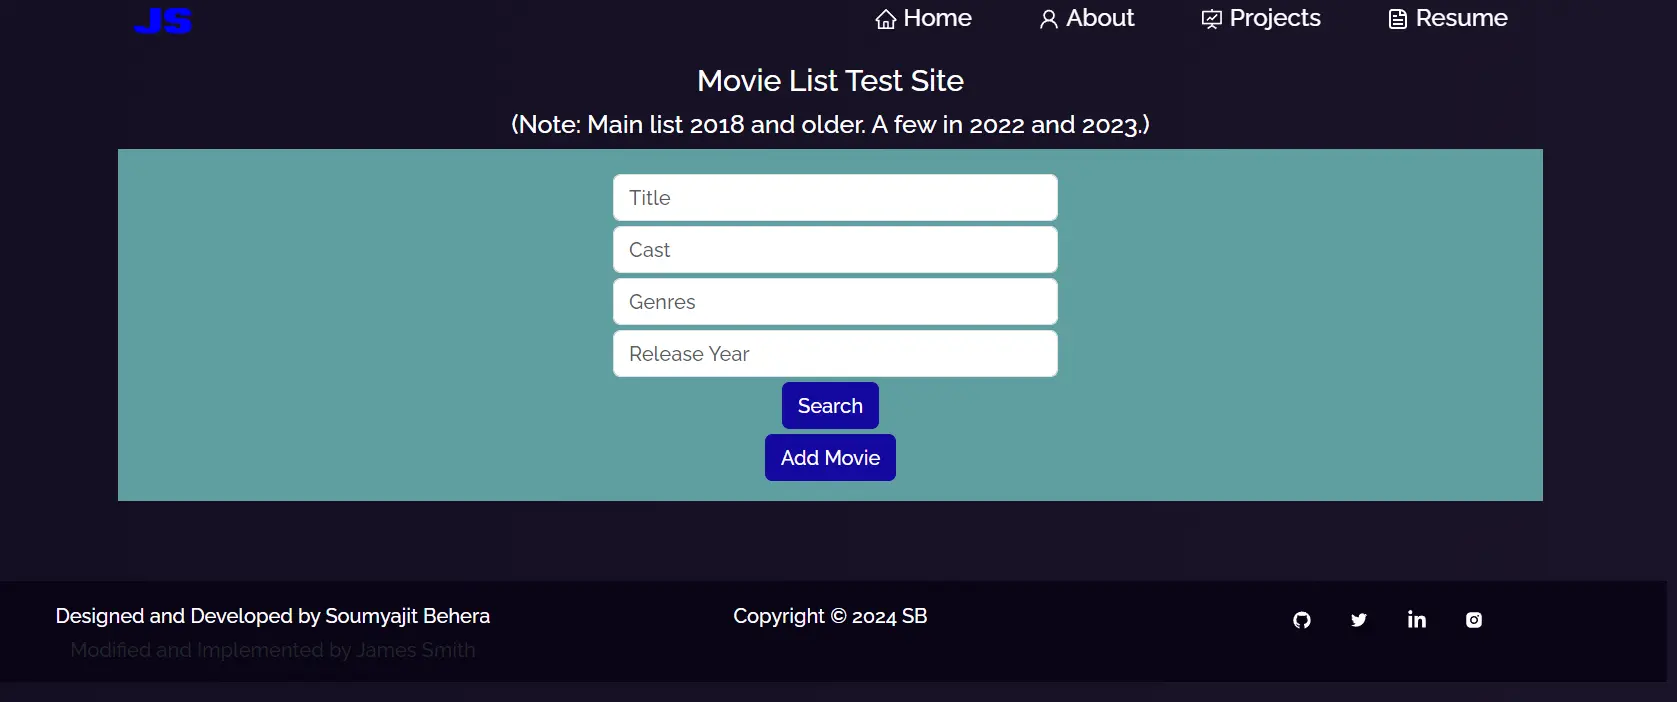 JS
Home
About
Projects
Resume
Movie List Test Site
(Note: Main list 2018 and older. A few in 2022 and 2023.)
Title
Cast
Genres
Release Year
Search
Add Movie
Designed and Developed by Soumyajit Behera
Modified and Implemented by James Smith
Copyright © 2024 SB